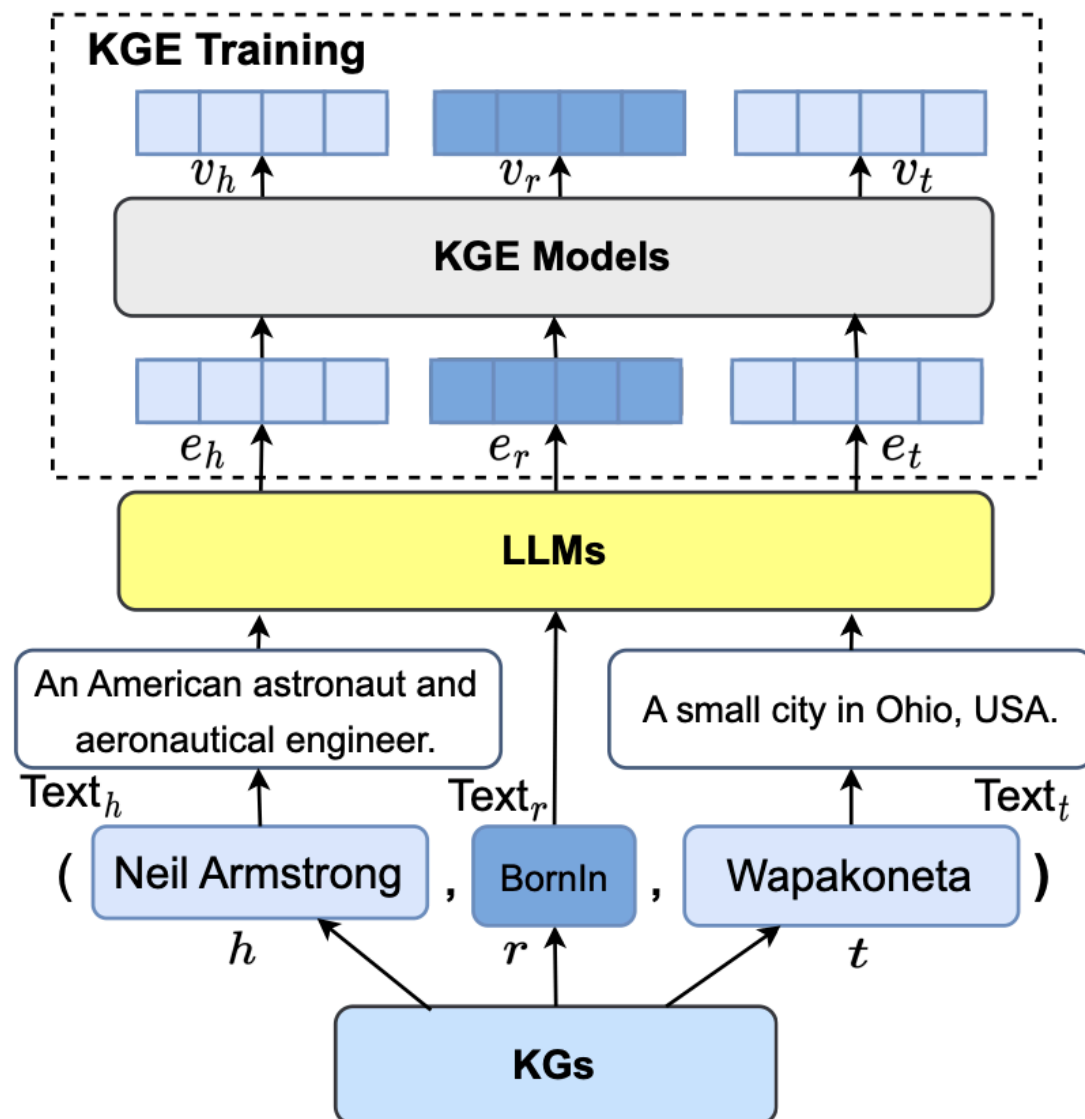 KGE Training
v_h v_r v_t
KGE Models
e_h e_r e_t
LLMs
An American astronaut and
aeronautical engineer.
A small city in Ohio, USA.
Text_h Text_r Text_t
( Neil Armstrong , BornIn , Wapakoneta )
h r t
KGs